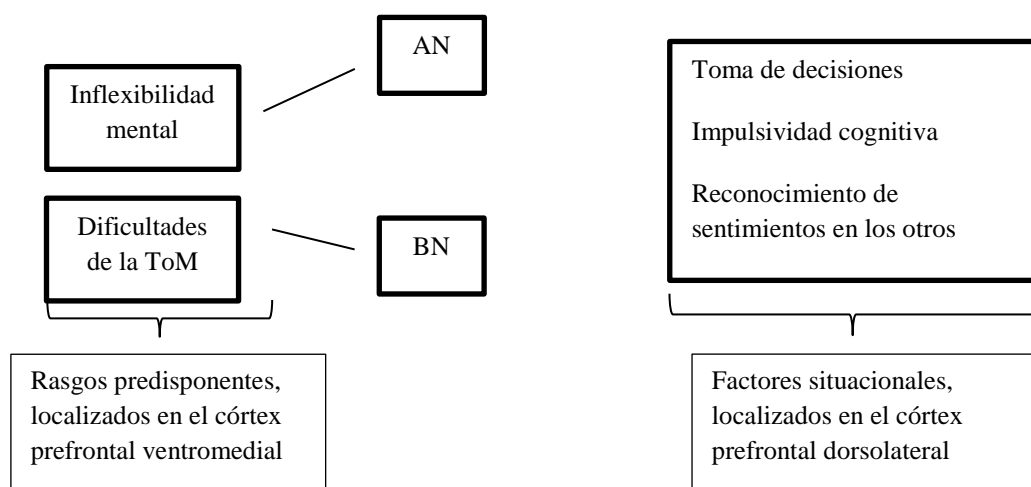 AN
Inflexibilidad
mental
Dificultades
de la ToM
BN
Rasgos predisponentes,
localizados en el córtex
prefrontal ventromedial
Toma de decisiones
Impulsividad cognitiva
Reconocimiento de
sentimientos en los otros
Factores situacionales,
localizados en el córtex
prefrontal dorsolateral